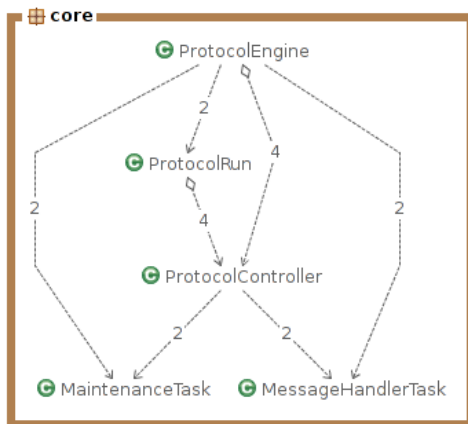 core
C ProtocolEngine
2
4
C ProtocolRun
2
2
4
C ProtocolController
2
2
C MaintenanceTask
C MessageHandlerTask